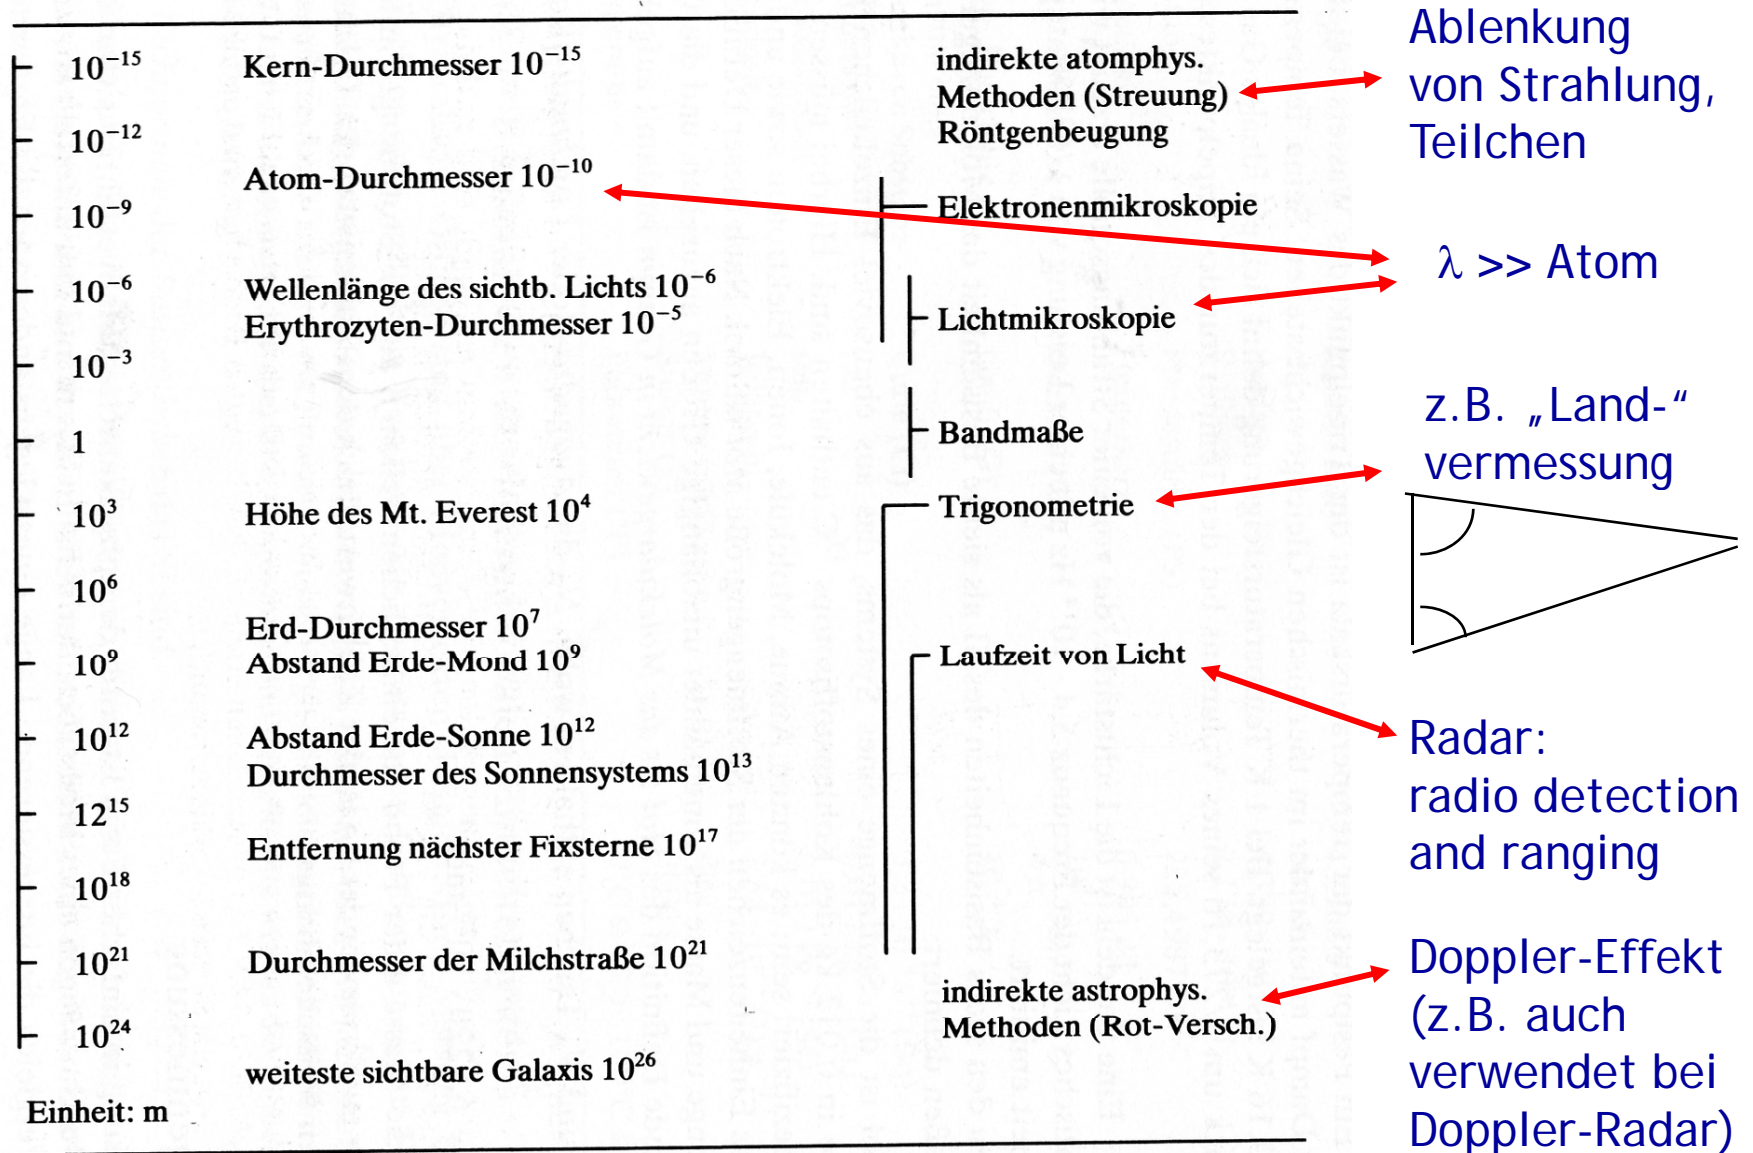 10⁻¹⁵
10⁻¹²
10⁻⁹
10⁻⁶
10⁻³
1
10³
10⁶
10⁹
10¹²
12¹⁵
10¹⁸
10²¹
10²⁴
Einheit: m
Kern-Durchmesser 10⁻¹⁵
Atom-Durchmesser 10⁻¹⁰
Wellenlänge des sichtb. Lichts 10⁻⁶
Erythrozyten-Durchmesser 10⁻⁵
Höhe des Mt. Everest 10⁴
Erd-Durchmesser 10⁷
Abstand Erde-Mond 10⁹
Abstand Erde-Sonne 10¹²
Durchmesser des Sonnensystems 10¹³
Entfernung nächster Fixsterne 10¹⁷
Durchmesser der Milchstraße 10²¹
weiteste sichtbare Galaxis 10²⁶
indirekte atomphys.
Methoden (Streuung)
Röntgenbeugung
Elektronenmikroskopie
Lichtmikroskopie
Bandmaße
Trigonometrie
Laufzeit von Licht
indirekte astrophys.
Methoden (Rot-Versch.)
Ablenkung
von Strahlung,
Teilchen
λ >> Atom
z.B. „Land-“
vermessung
Radar:
radio detection
and ranging
Doppler-Effekt
(z.B. auch
verwendet bei
Doppler-Radar)